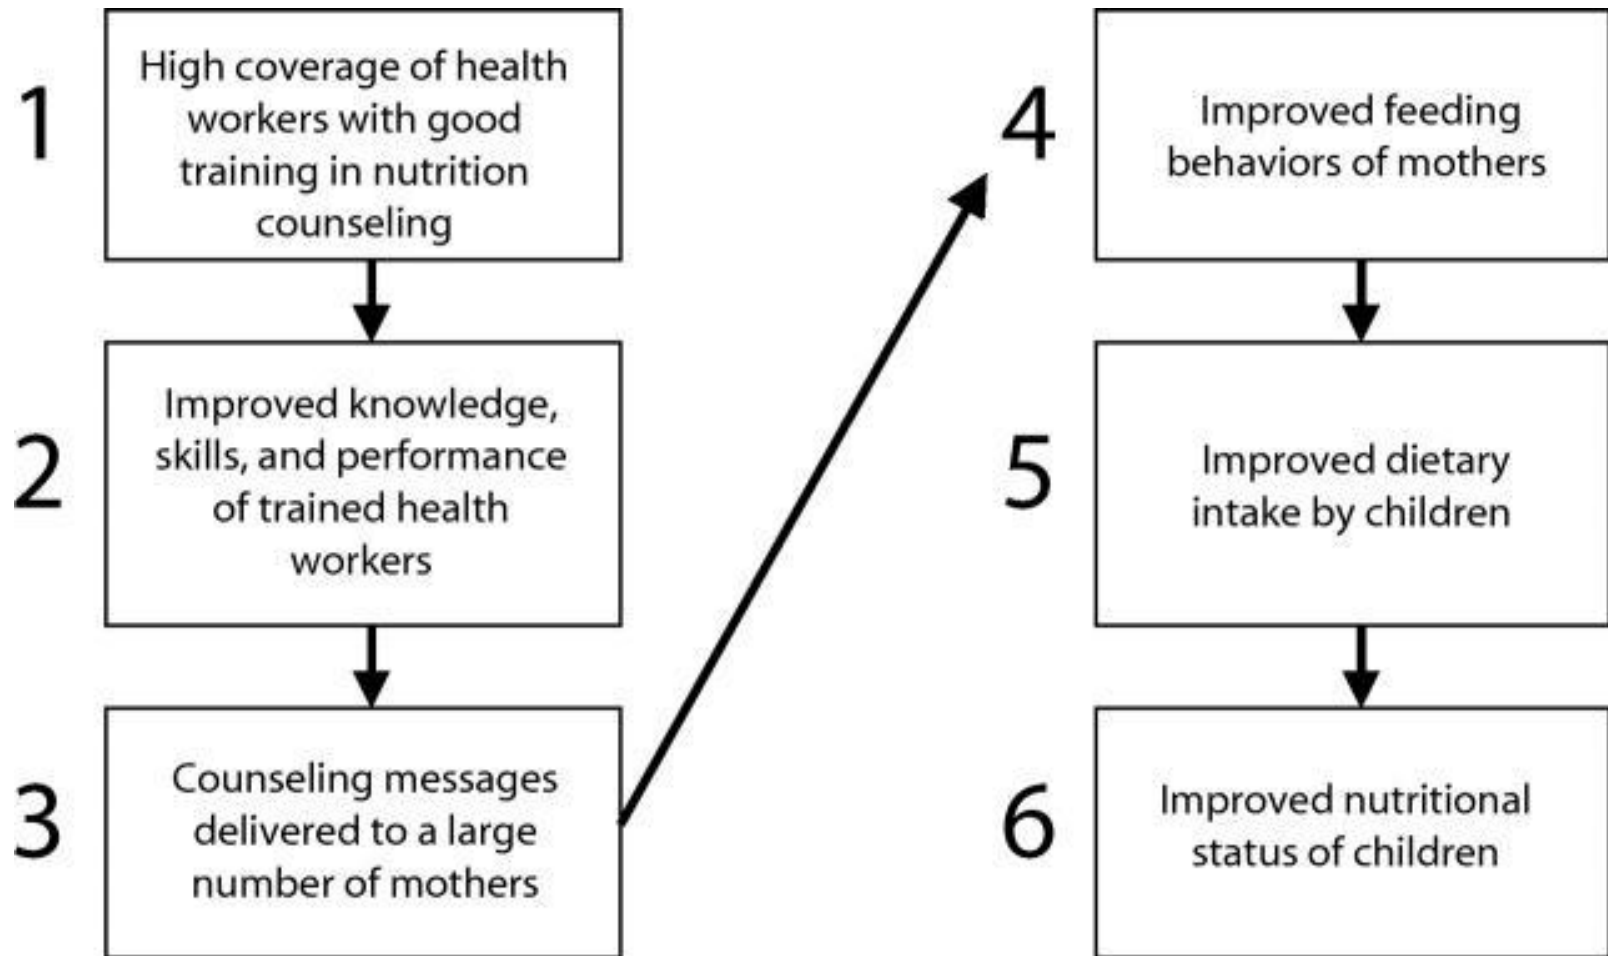 1
High coverage of health
workers with good
training in nutrition
counseling
2
Improved knowledge,
skills, and performance
of trained health
workers
3
Counseling messages
delivered to a large
number of mothers
4
Improved feeding
behaviors of mothers
5
Improved dietary
intake by children
6
Improved nutritional
status of children